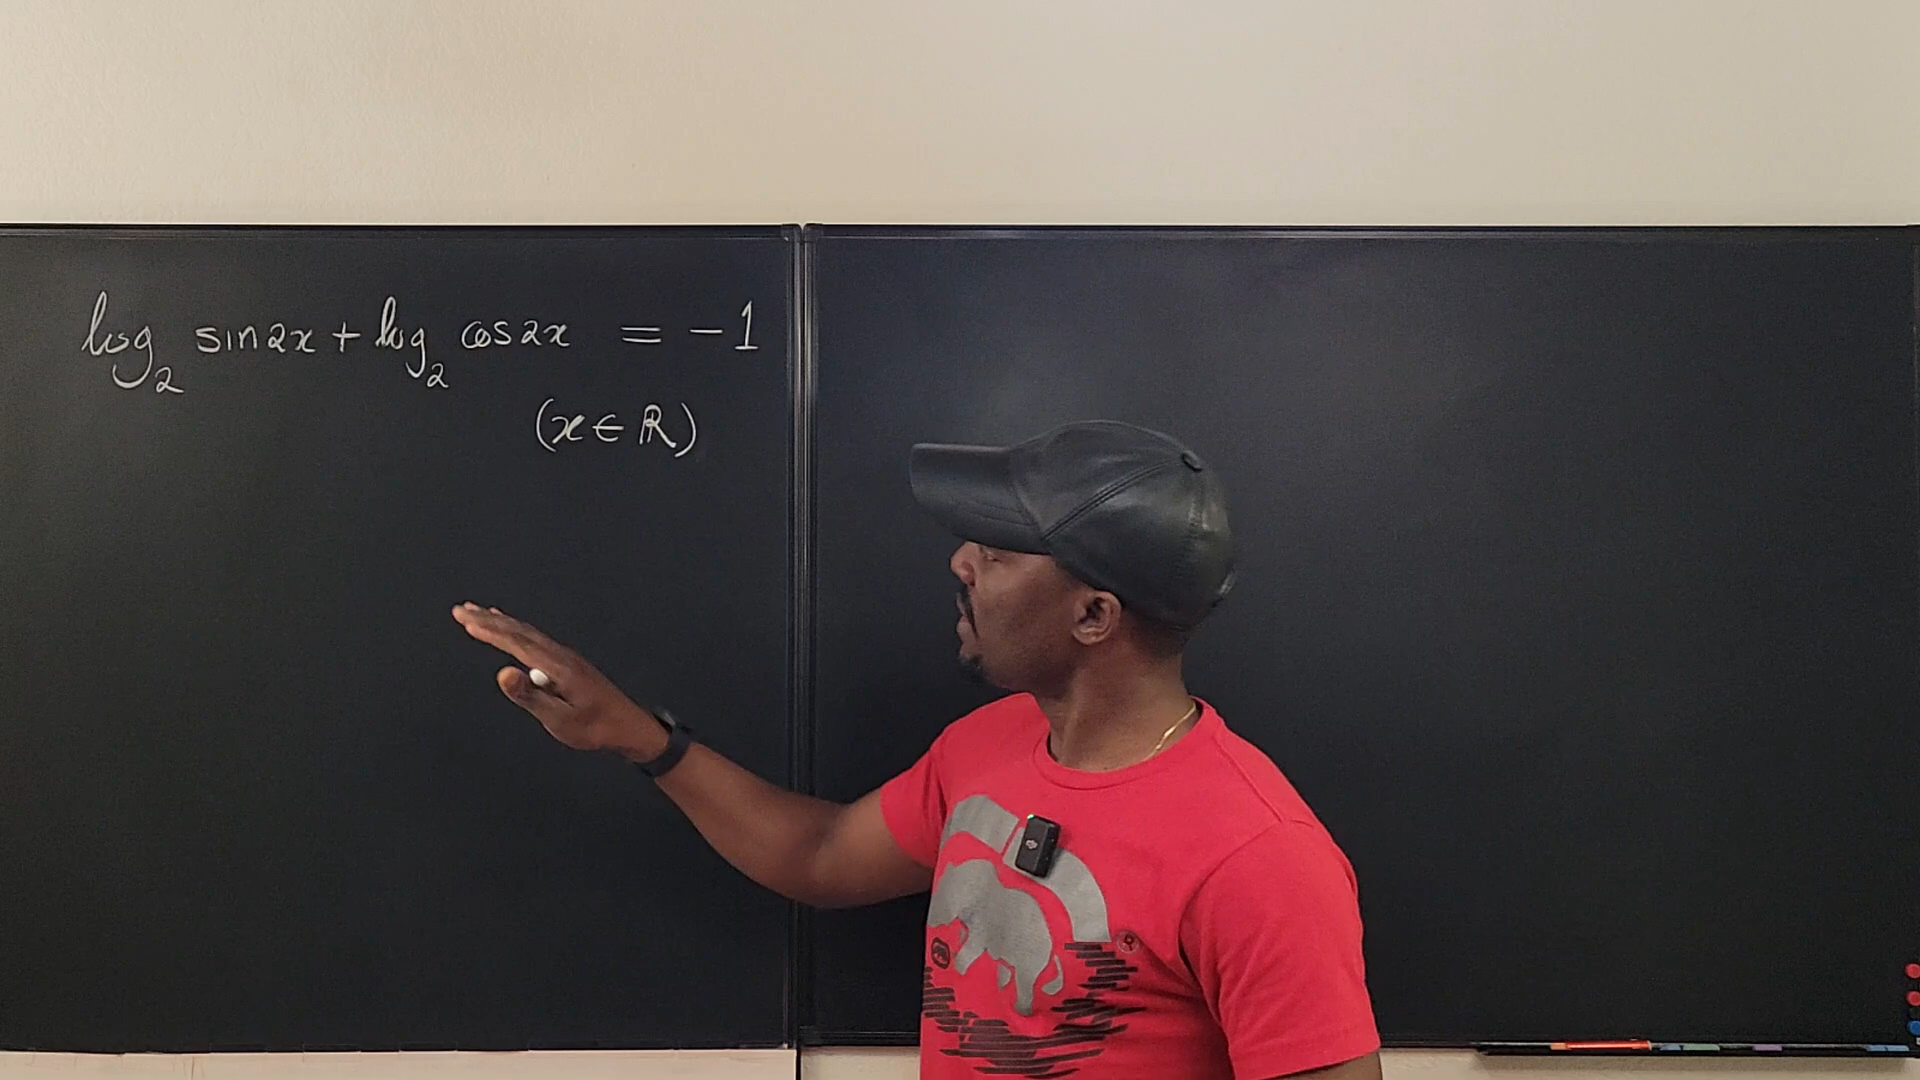 log₂ sin2x + log₂ cos2x = -1
(x ∈ ℝ)